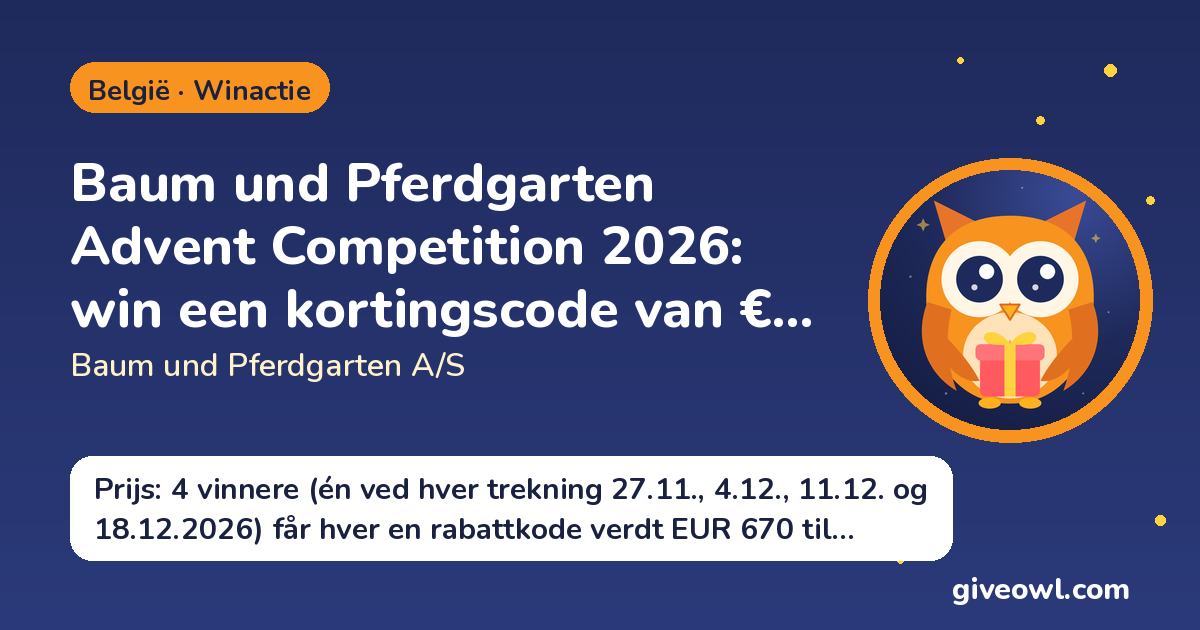 België · Winactie
Baum und Pferdgarten
Advent Competition 2026:
win een kortingscode van €...
Baum und Pferdgarten A/S
Prijs: 4 vinnere (én ved hver trekning 27.11., 4.12., 11.12. og
18.12.2026) får hver en rabattkode verdt EUR 670 til...
giveowl.com